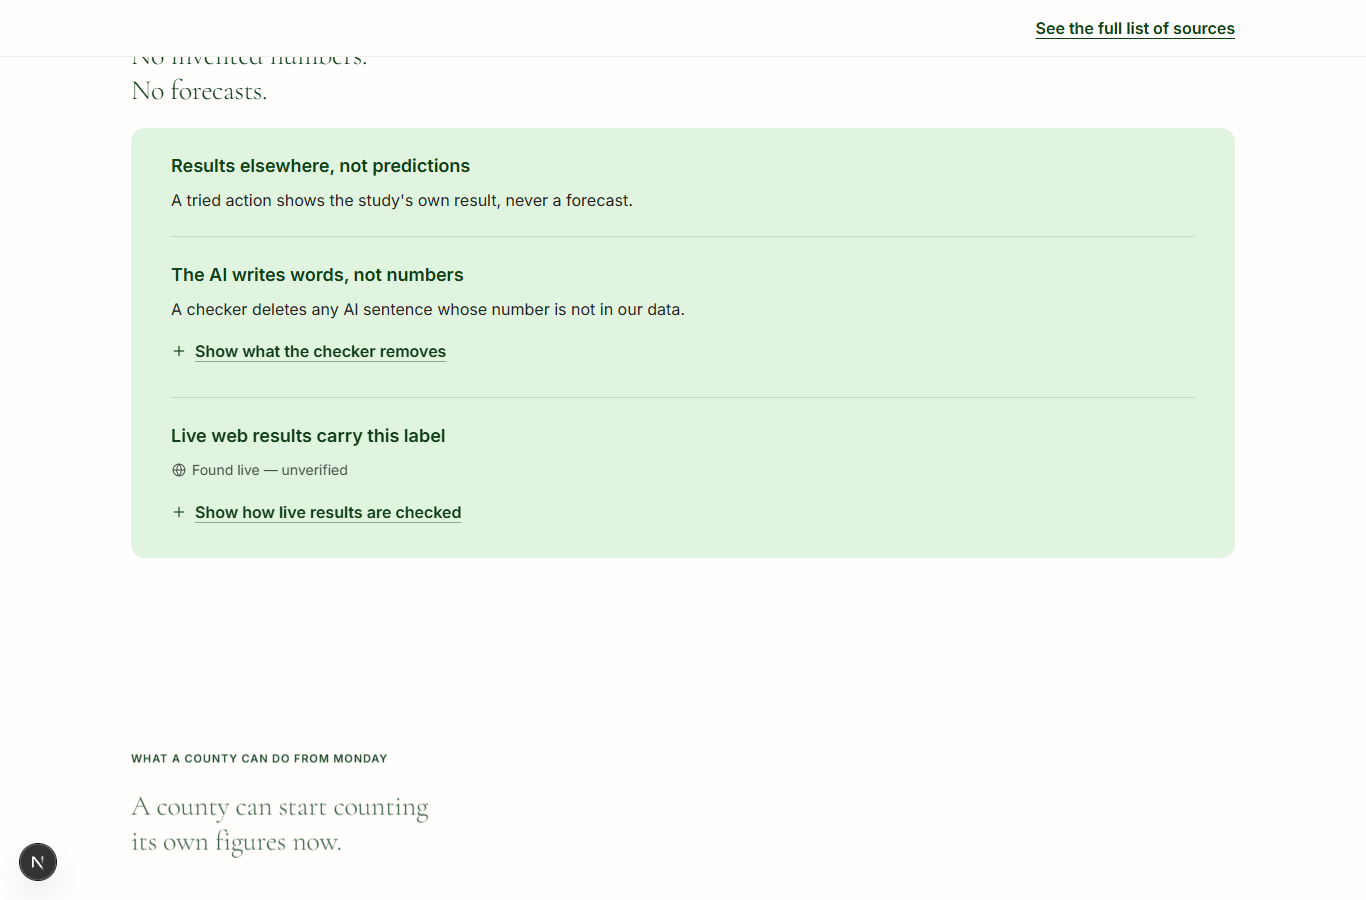 See the full list of sources
No invented numbers.
No forecasts.
Results elsewhere, not predictions
A tried action shows the study's own result, never a forecast.
The AI writes words, not numbers
A checker deletes any AI sentence whose number is not in our data.
+ Show what the checker removes
Live web results carry this label
Found live — unverified
+ Show how live results are checked
WHAT A COUNTY CAN DO FROM MONDAY
A county can start counting
its own figures now.
N